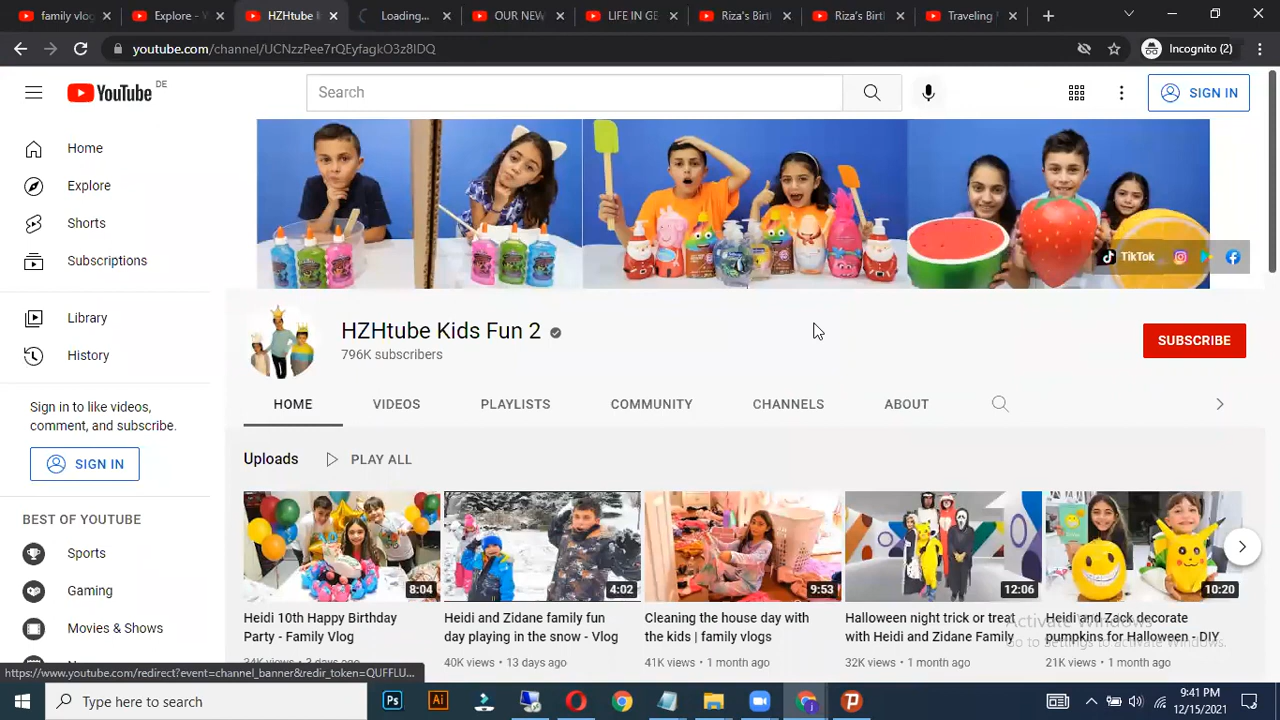 family vlog
Explore -
HZHtube K
Loading...
OUR NEW
LIFE IN GE
Riza's Birt
Riza's Birt
Traveling
youtube.com/channel/UCNzzPee7rQEyfagkO3z8IDQ
Incognito (2)
YouTube DE
Search
SIGN IN
Home
Explore
Shorts
Subscriptions
Library
History
Sign in to like videos,
comment, and subscribe.
SIGN IN
BEST OF YOUTUBE
Sports
Gaming
Movies & Shows
TikTok
HZHtube Kids Fun 2
796K subscribers
SUBSCRIBE
HOME VIDEOS PLAYLISTS COMMUNITY CHANNELS ABOUT
Uploads PLAY ALL
8:04
Heidi 10th Happy Birthday
Party - Family Vlog
34K views • 3 days ago
4:02
Heidi and Zidane family fun
day playing in the snow - Vlog
40K views • 13 days ago
9:53
Cleaning the house day with
the kids | family vlogs
41K views • 1 month ago
12:06
Halloween night trick or treat
with Heidi and Zidane Family
32K views • 1 month ago
10:20
Heidi and Zack decorate
pumpkins for Halloween - DIY
21K views • 1 month ago
Activate Windows
Go to Settings to activate Windows.
https://www.youtube.com/redirect?event=channel_banner&redir_token=QUFFLU...
Type here to search
Ps
Ai
9:41 PM
12/15/2021